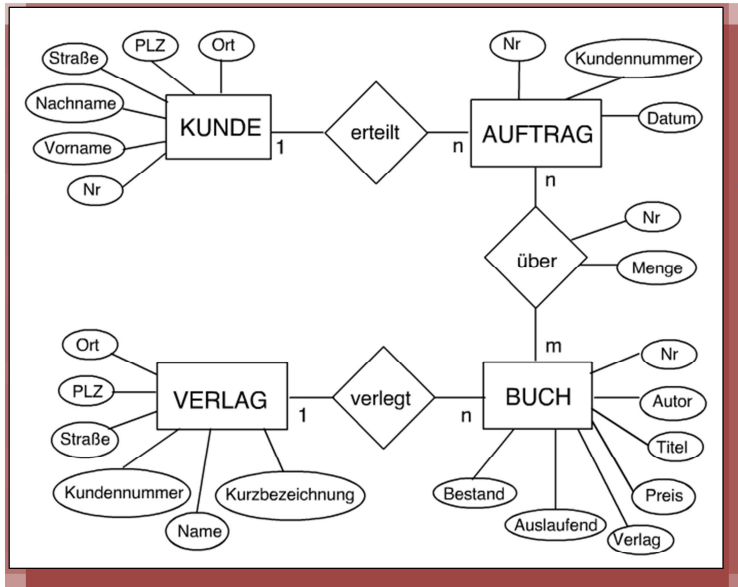 Straße
PLZ
Ort
Nachname
Vorname
Nr
KUNDE
1
erteilt
n
Nr
Kundennummer
Datum
AUFTRAG
n
über
Nr
Menge
m
Ort
PLZ
Straße
Kundennummer
Name
Kurzbezeichnung
VERLAG
1
verlegt
n
BUCH
Nr
Autor
Titel
Preis
Verlag
Auslaufend
Bestand